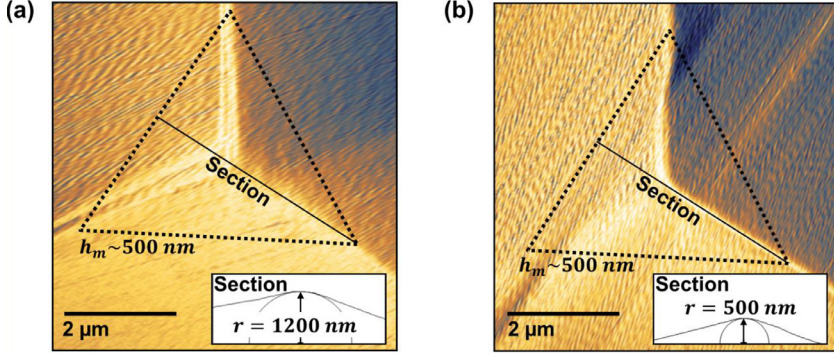 (a)
Section
h_m~500 nm
2 µm
Section
r = 1200 nm
(b)
Section
h_m~500 nm
2 µm
Section
r = 500 nm